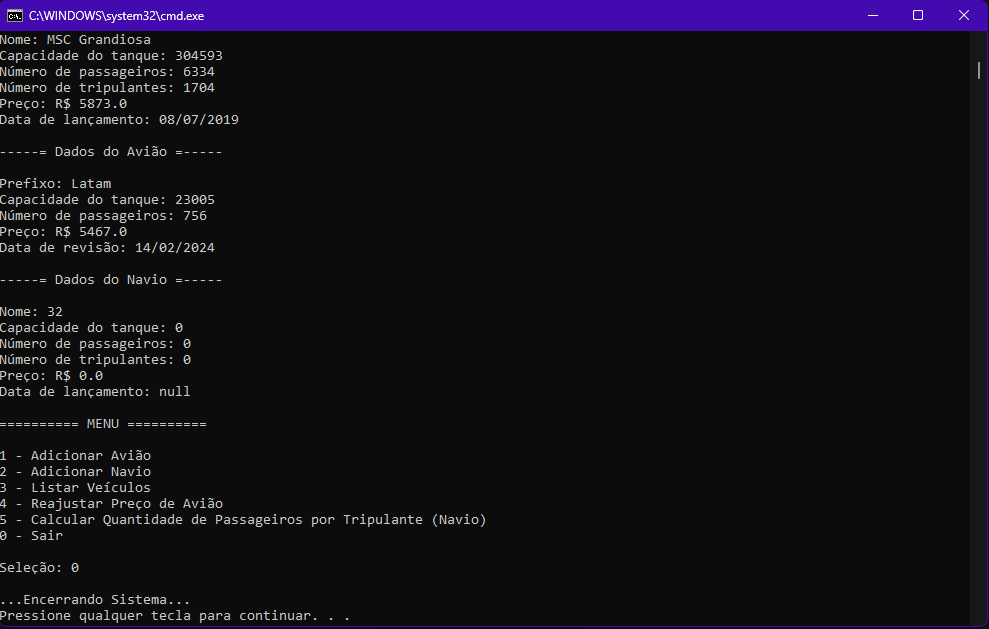 C:\WINDOWS\system32\cmd.exe
Nome: MSC Grandiosa
Capacidade do tanque: 304593
Número de passageiros: 6334
Número de tripulantes: 1704
Preço: R$ 5873.0
Data de lançamento: 08/07/2019
-----= Dados do Avião =-----
Prefixo: Latam
Capacidade do tanque: 23005
Número de passageiros: 756
Preço: R$ 5467.0
Data de revisão: 14/02/2024
-----= Dados do Navio =-----
Nome: 32
Capacidade do tanque: 0
Número de passageiros: 0
Número de tripulantes: 0
Preço: R$ 0.0
Data de lançamento: null
========== MENU ==========
1 - Adicionar Avião
2 - Adicionar Navio
3 - Listar Veículos
4 - Reajustar Preço de Avião
5 - Calcular Quantidade de Passageiros por Tripulante (Navio)
0 - Sair
Seleção: 0
...Encerrando Sistema...
Pressione qualquer tecla para continuar. . .